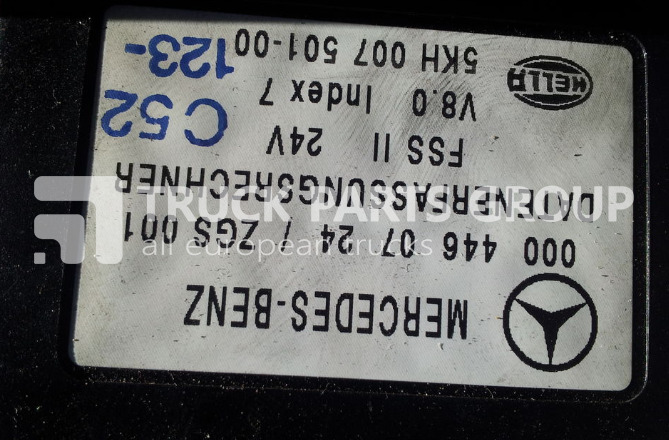 MERCEDES-BENZ
000 446 07 24 / ZGS 001
DATENERFASSUNGSRECHNER
FSS II 24V
V8.0 Index 7
5KH 007 501-00
HELLA
C52
123-
TRUCK PARTS GROUP
all european trucks